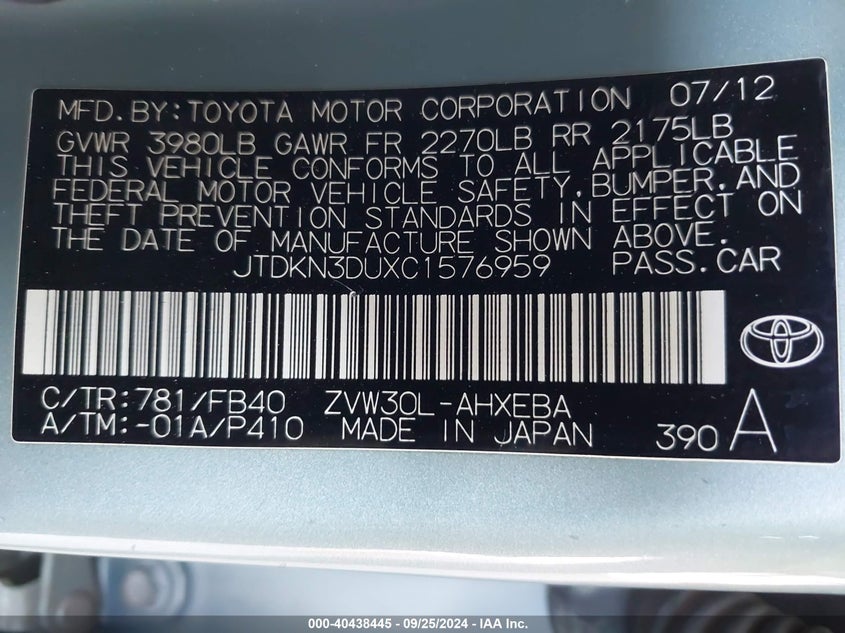 MFD.BY:TOYOTA MOTOR CORPORATION 07/12
GVWR 3980LB GAWR FR 2270LB RR 2175LB
THIS VEHICLE CONFORMS TO ALL APPLICABLE
FEDERAL MOTOR VEHICLE SAFETY,BUMPER,AND
THEFT PREVENTION STANDARDS IN EFFECT ON
THE DATE OF MANUFACTURE SHOWN ABOVE.
JTDKN3DUXC1576959 PASS.CAR
C/TR:781/FB40 ZVW30L-AHXEBA
A/TM:-01A/P410 MADE IN JAPAN 390 A
000-40438445 - 09/25/2024 - IAA Inc.